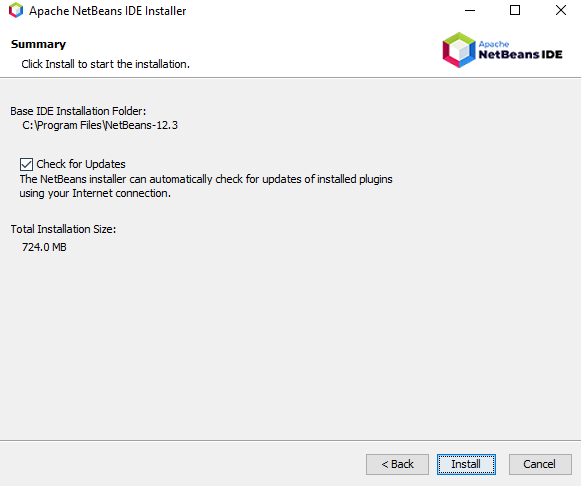 Apache NetBeans IDE Installer
Summary
Click Install to start the installation.
Apache
NetBeans IDE
Base IDE Installation Folder:
C:\Program Files\NetBeans-12.3
Check for Updates
The NetBeans installer can automatically check for updates of installed plugins
using your Internet connection.
Total Installation Size:
724.0 MB
< Back
Install
Cancel